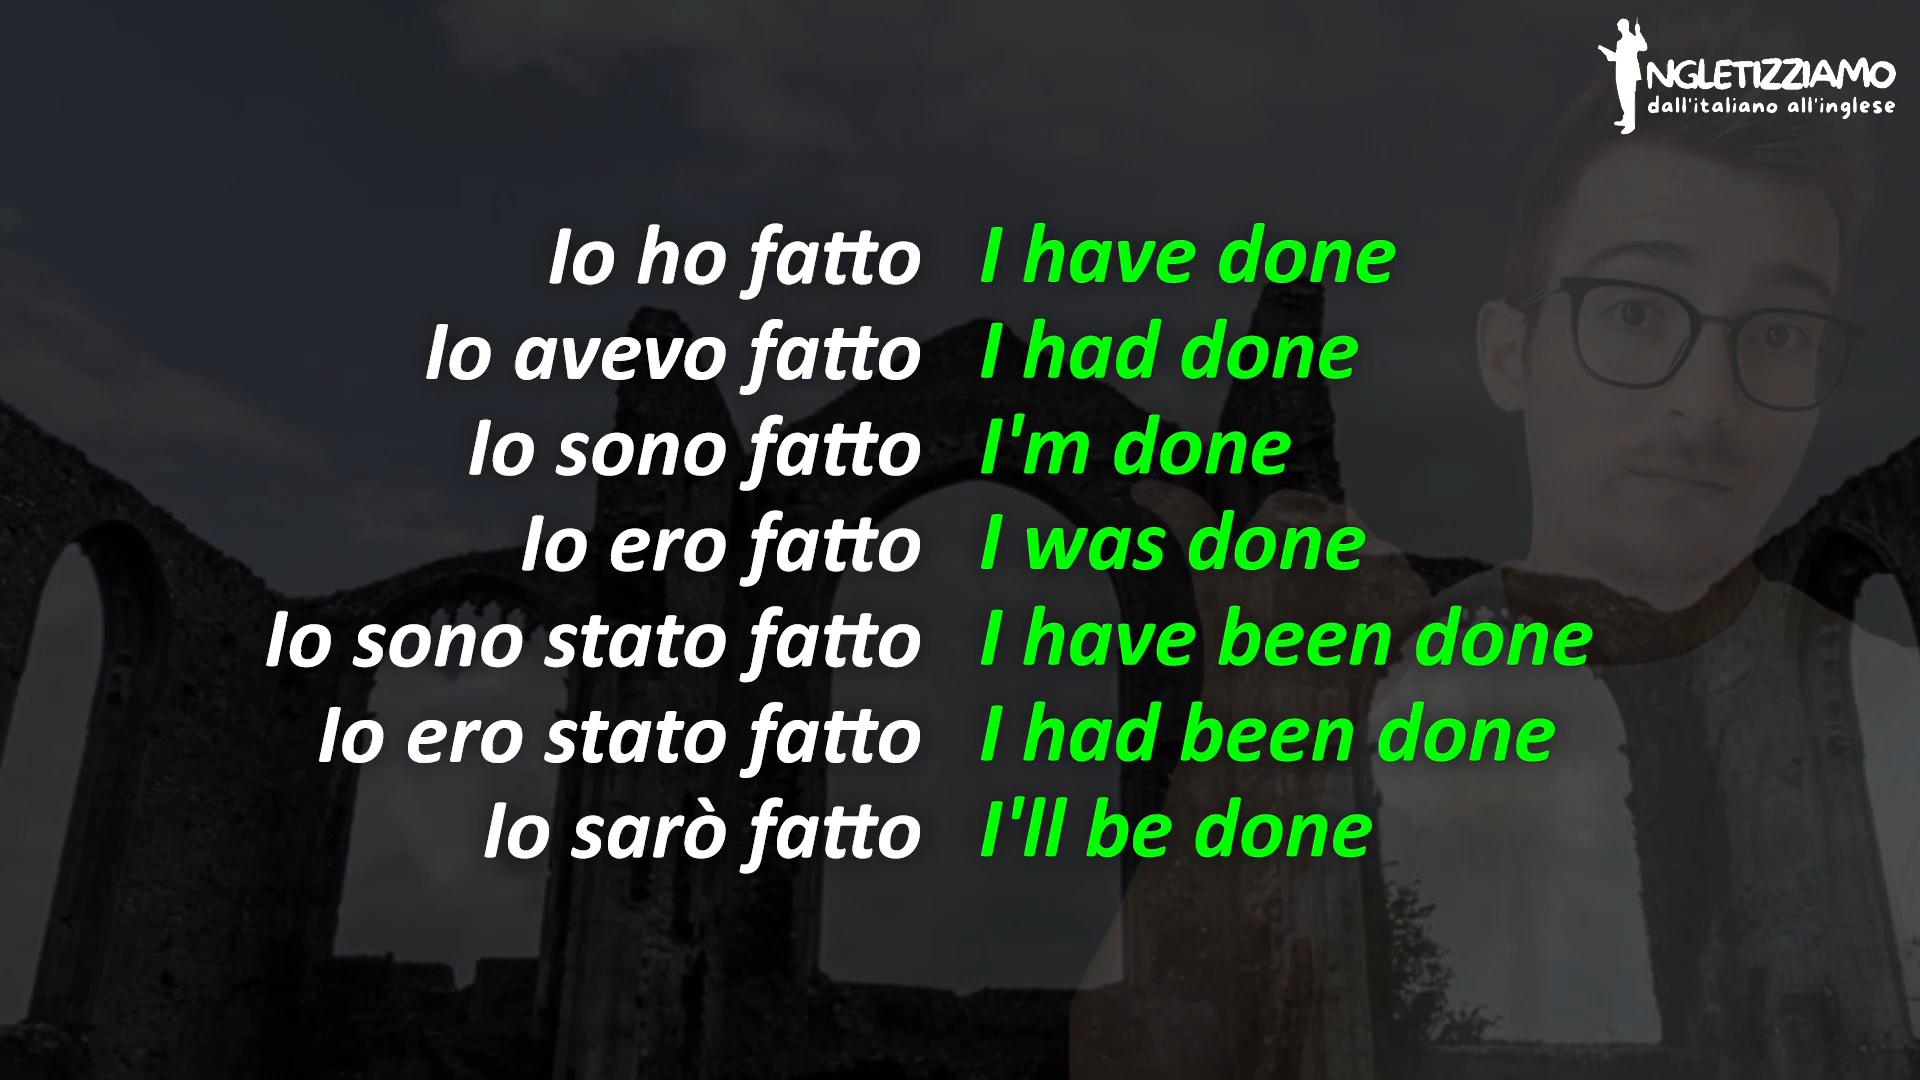 NGLETIZZIAMO
dall'italiano all'inglese
Io ho fatto I have done
Io avevo fatto I had done
Io sono fatto I'm done
Io ero fatto I was done
Io sono stato fatto I have been done
Io ero stato fatto I had been done
Io sarò fatto I'll be done